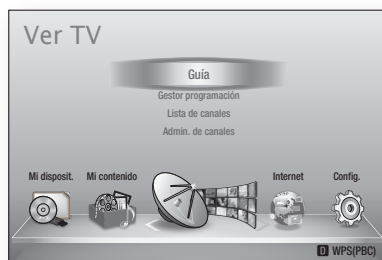 Ver TV
Guía
Gestor programación
Lista de canales
Admin. de canales
Mi disposit. Mi contenido Internet Config.
D WPS(PBC)